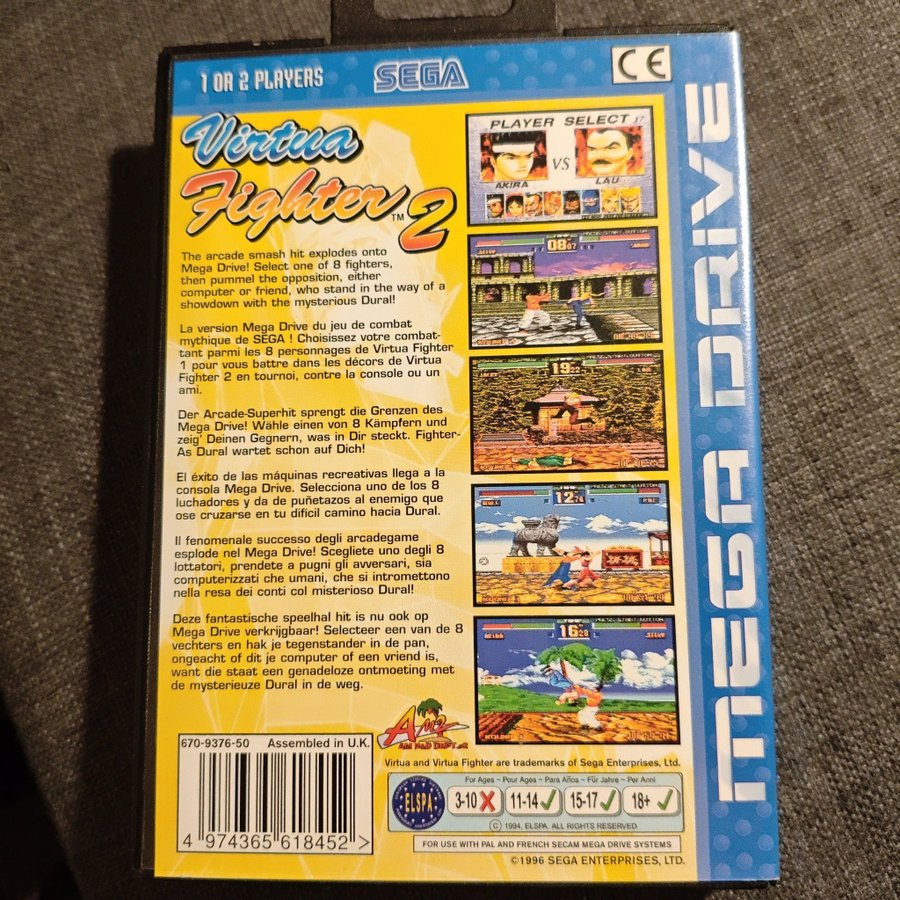 1 OR 2 PLAYERS
SEGA
CE
Virtua
Fighter 2
TM
The arcade smash hit explodes onto
Mega Drive! Select one of 8 fighters,
then pummel the opposition, either
computer or friend, who stand in the way of a
showdown with the mysterious Dural!
La version Mega Drive du jeu de combat
mythique de SEGA ! Choisissez votre combat-
tant parmi les 8 personnages de Virtua Fighter
1 pour vous battre dans les décors de Virtua
Fighter 2 en tournoi, contre la console ou un
ami.
Der Arcade-Superhit sprengt die Grenzen des
Mega Drive! Wähle einen von 8 Kämpfern und
zeig' Deinen Gegnern, was in Dir steckt. Fighter-
As Dural wartet schon auf Dich!
El éxito de las máquinas recreativas llega a la
consola Mega Drive. Selecciona uno de los 8
luchadores y da de puñetazos al enemigo que
ose cruzarse en tu difícil camino hacia Dural.
Il fenomenale successo degli arcadegame
esplode nel Mega Drive! Scegliete uno degli 8
lottatori, prendete a pugni gli avversari, sia
computerizzati che umani, che si intromettono
nella resa dei conti col misterioso Dural!
Deze fantastische speelhal hit is nu ook op
Mega Drive verkrijgbaar! Selecteer een van de 8
vechters en hak je tegenstander in de pan,
ongeacht of dit je computer of een vriend is,
want die staat een genadeloze ontmoeting met
de mysterieuze Dural in de weg.
PLAYER SELECT 17
VS
AKIRA
LAU
0807
1922
12
1628
MEGA DRIVE
AM2
670-9376-50 Assembled in U.K.
4 974365 618452
Virtua and Virtua Fighter are trademarks of Sega Enterprises, Ltd.
For Ages ~ Pour Ages ~ Para Años ~ Für Jahre ~ Per Anni
ELSPA
3-10
11-14
15-17
18+
© 1994, ELSPA. ALL RIGHTS RESERVED
FOR USE WITH PAL AND FRENCH SECAM MEGA DRIVE SYSTEMS
©1996 SEGA ENTERPRISES, LTD.